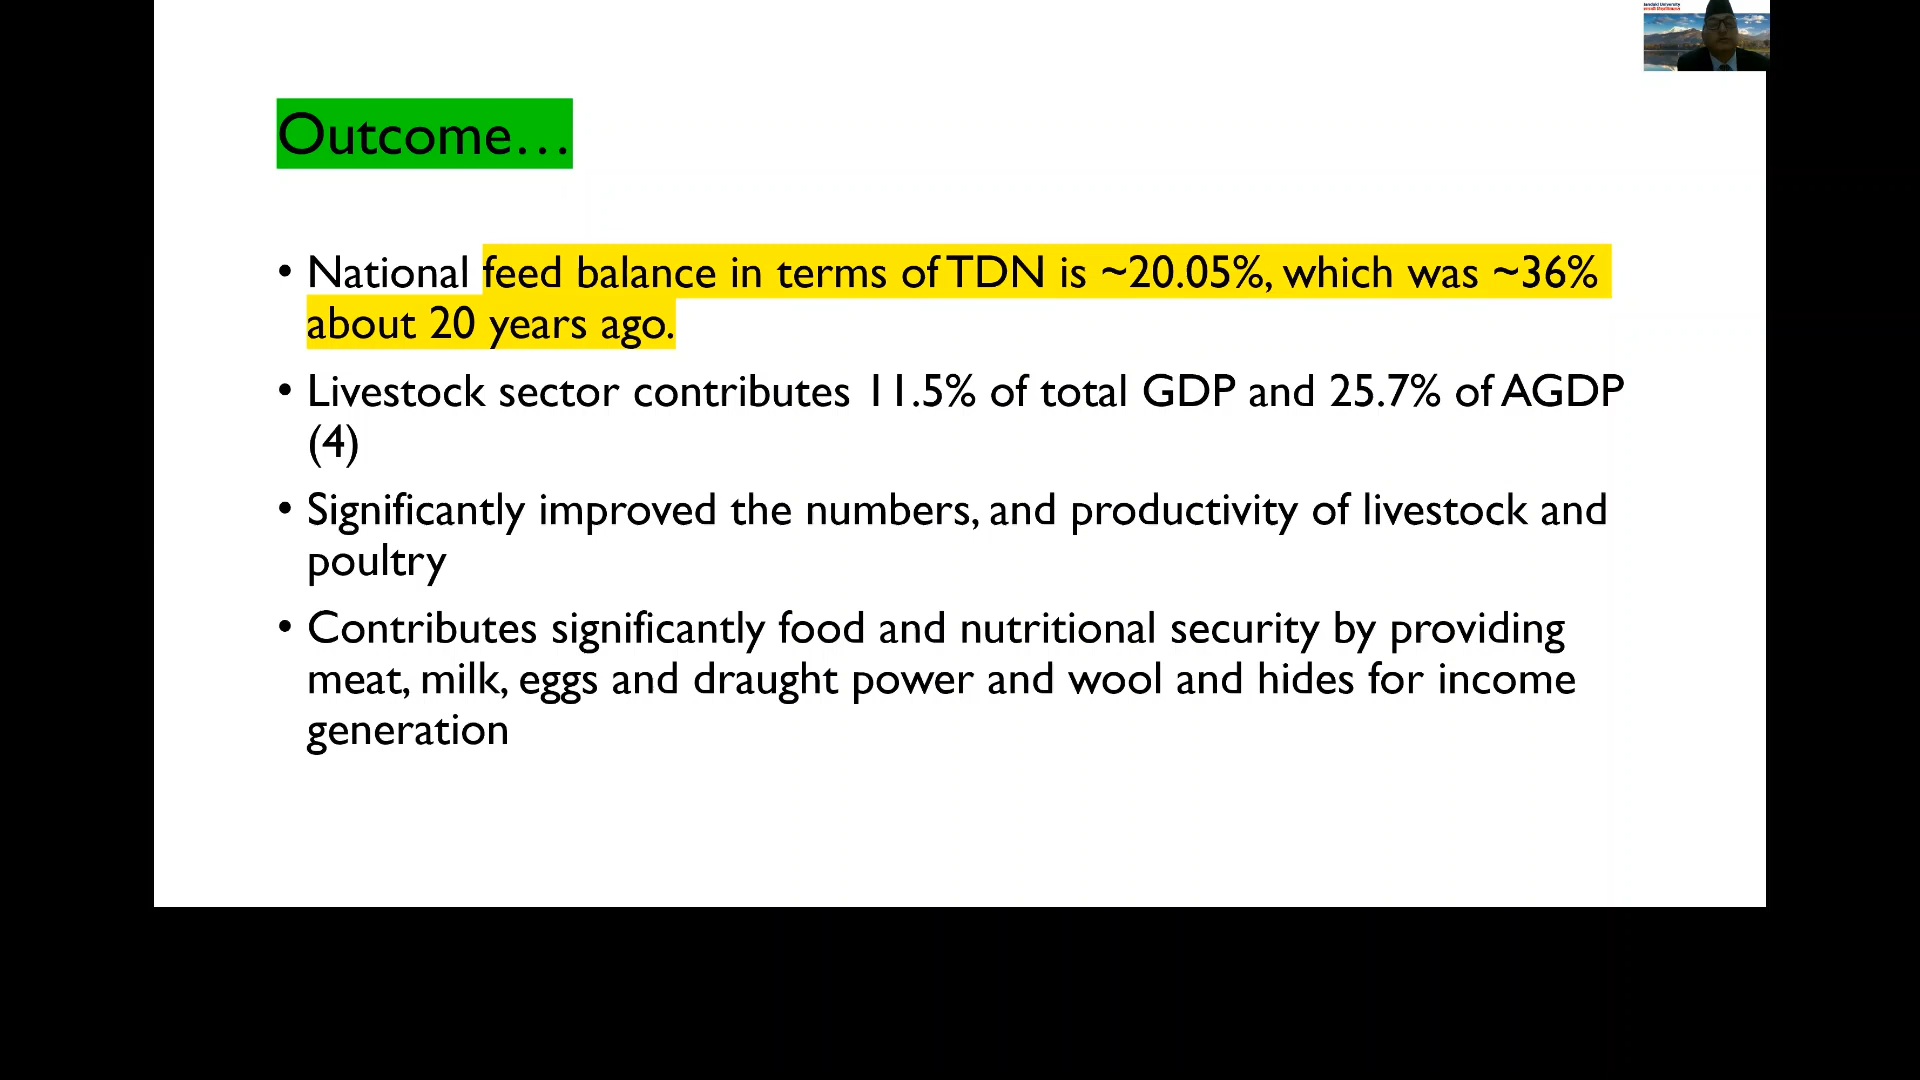 Outcome…
• National feed balance in terms of TDN is ~20.05%, which was ~36%
about 20 years ago.
• Livestock sector contributes 11.5% of total GDP and 25.7% of AGDP
(4)
• Significantly improved the numbers, and productivity of livestock and
poultry
• Contributes significantly food and nutritional security by providing
meat, milk, eggs and draught power and wool and hides for income
generation